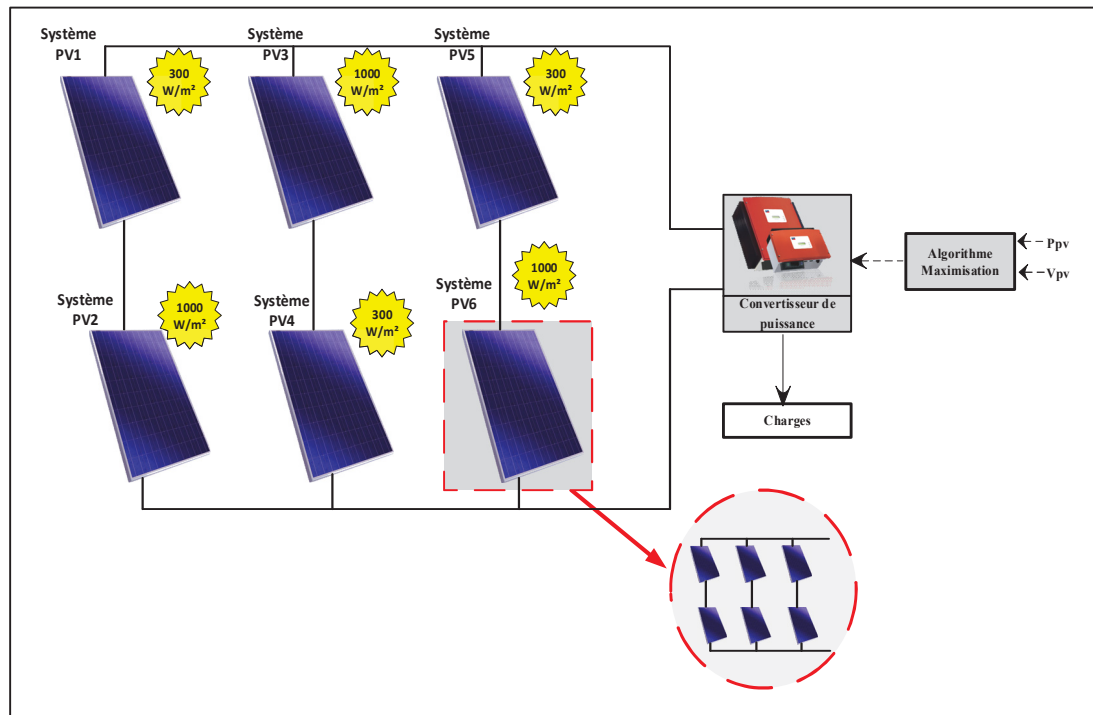 Système
PV1
300
W/m²
Système
PV3
1000
W/m²
Système
PV5
300
W/m²
Système
PV2
1000
W/m²
Système
PV4
300
W/m²
Système
PV6
1000
W/m²
Convertisseur de
puissance
Algorithme
Maximisation
Ppv
Vpv
Charges